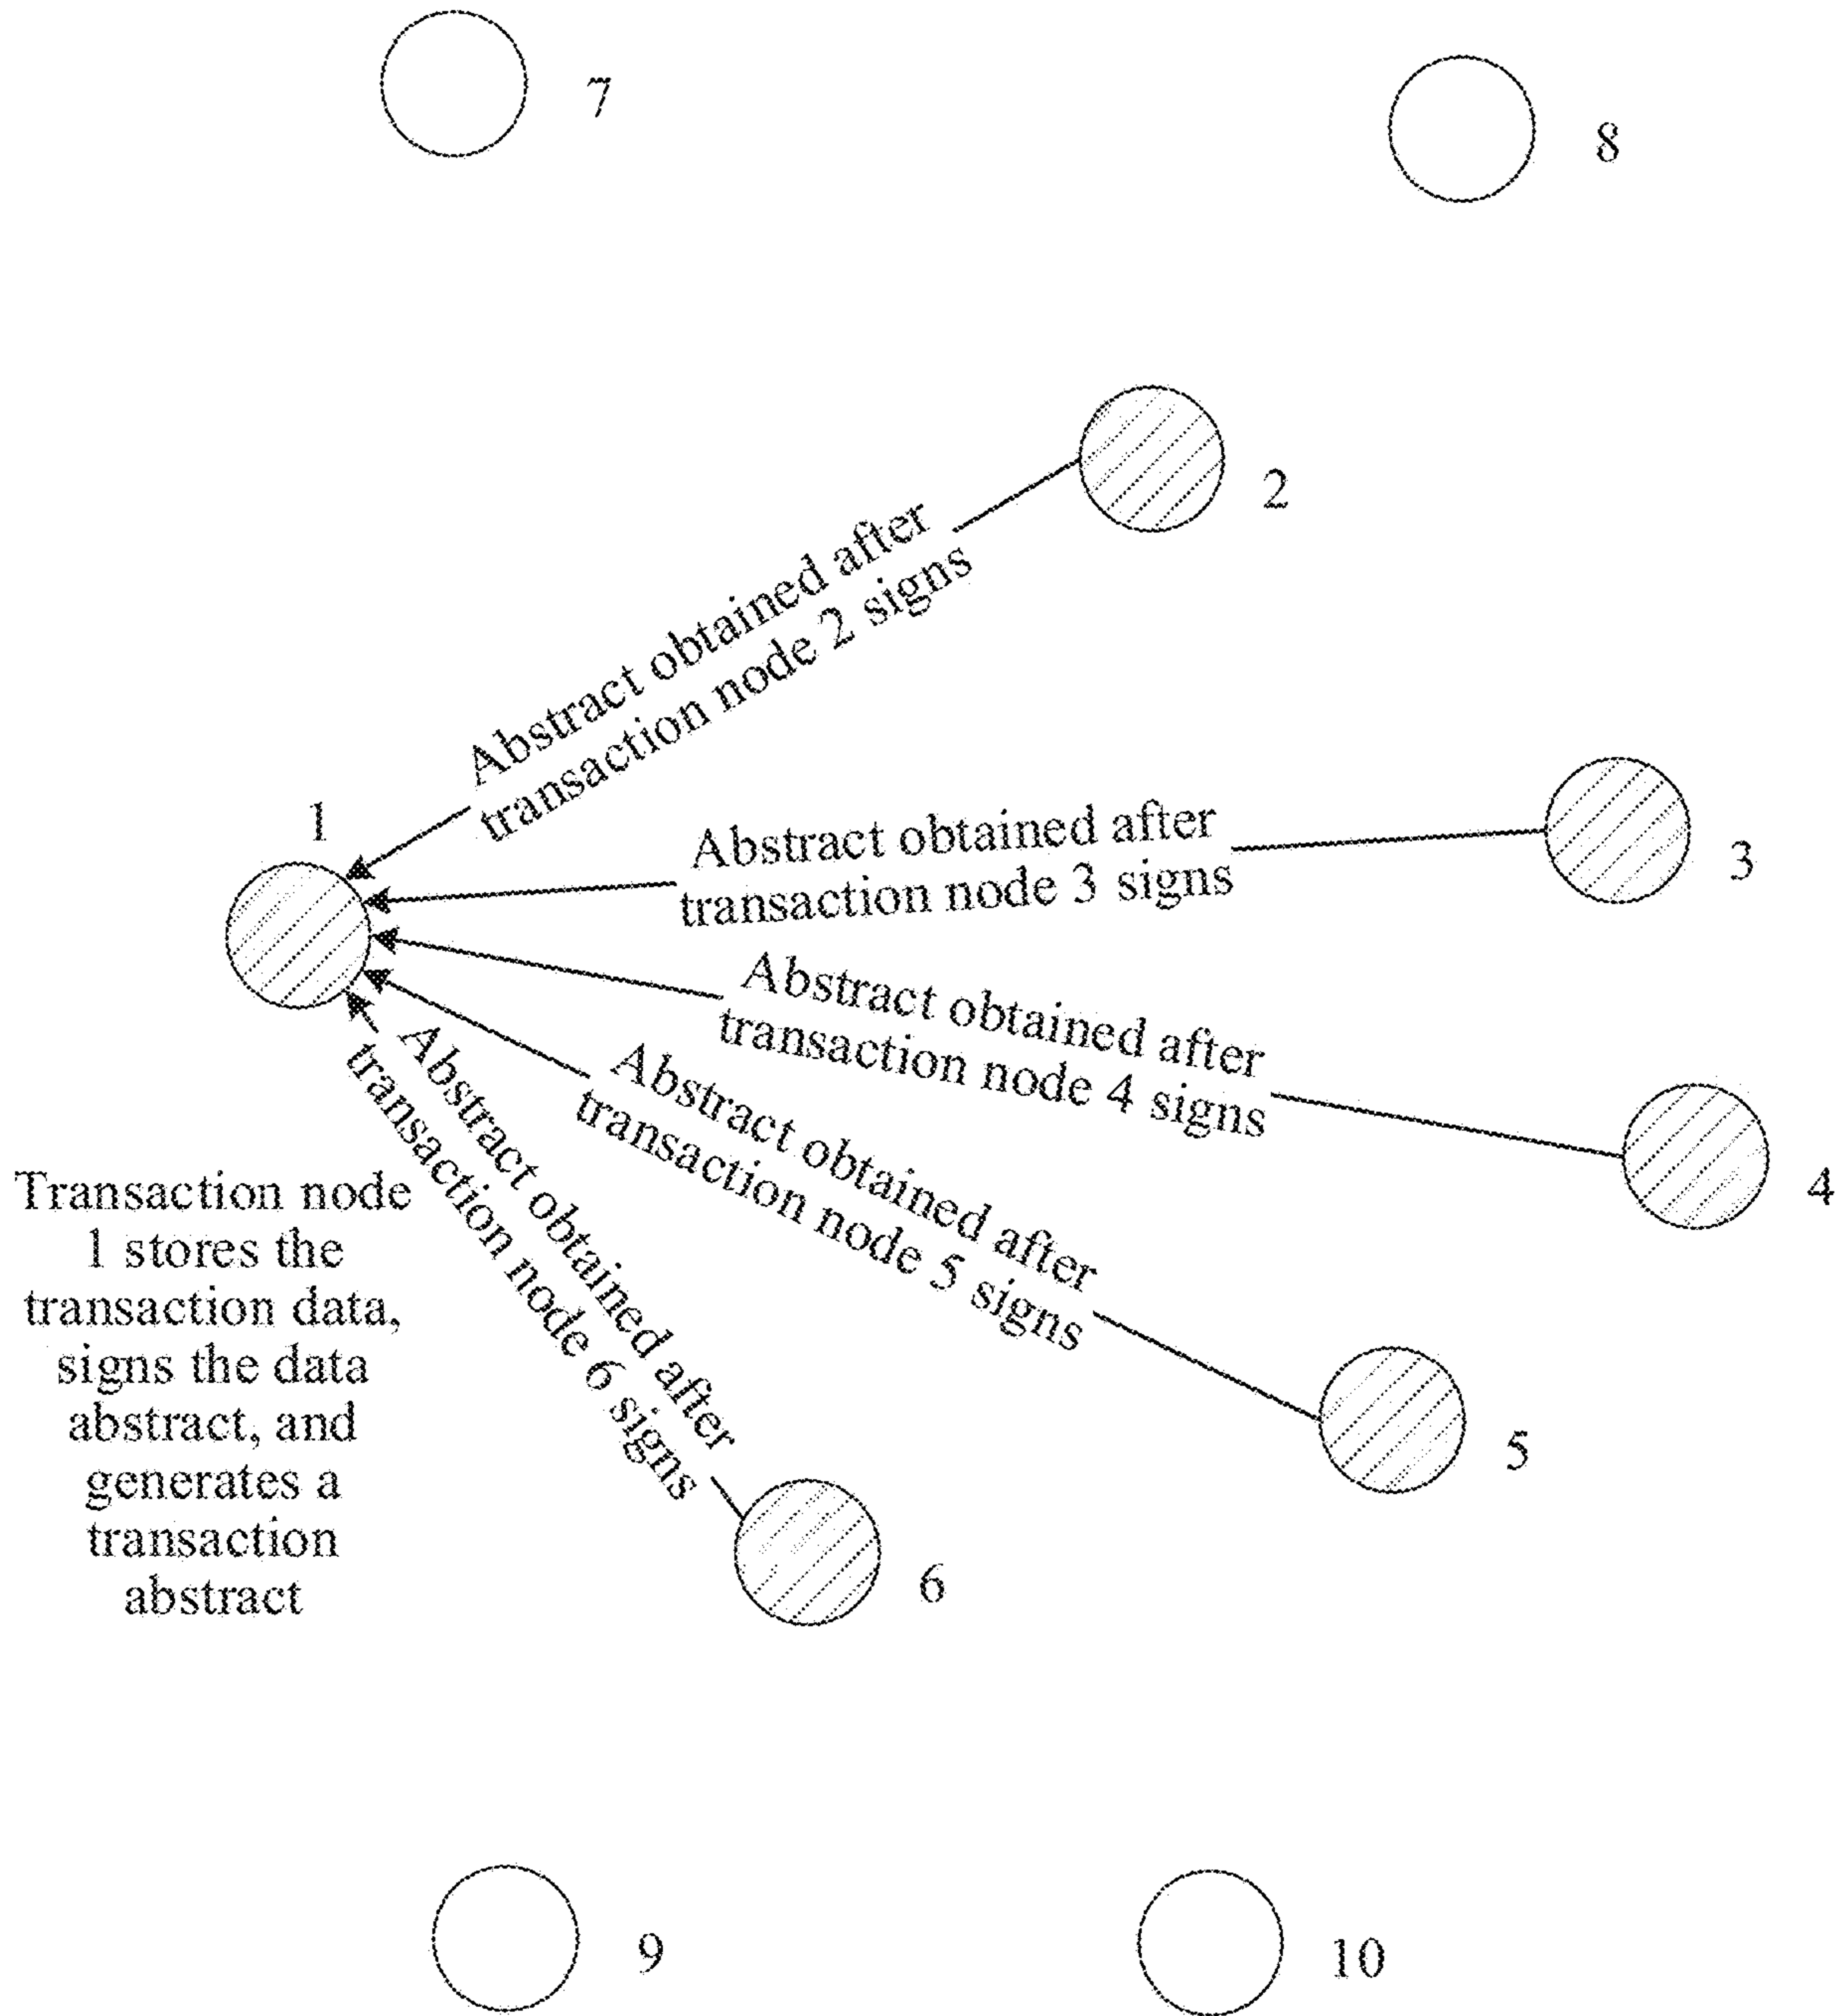 7
8
2
Abstract obtained after
transaction node 2 signs
1
Abstract obtained after
transaction node 3 signs
3
Abstract obtained after
transaction node 4 signs
4
Abstract obtained after
transaction node 5 signs
5
Abstract obtained after
transaction node 6 signs
6
Transaction node
1 stores the
transaction data,
signs the data
abstract, and
generates a
transaction
abstract
9
10